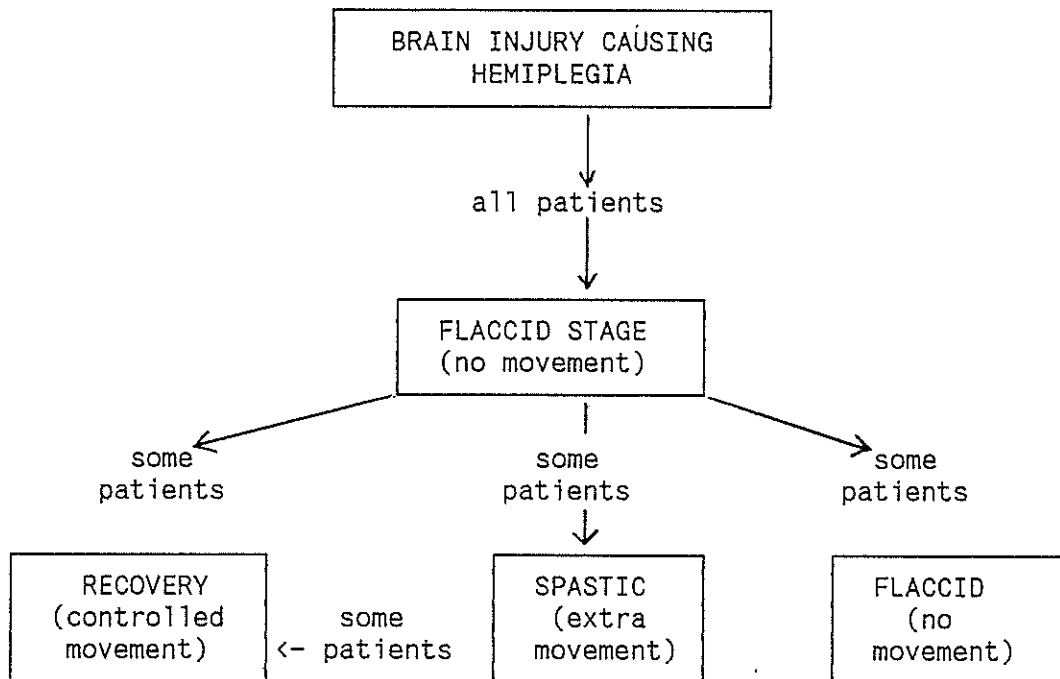 BRAIN INJURY CAUSING
HEMIPLEGIA
all patients
FLACCID STAGE
(no movement)
some
patients
some
patients
some
patients
RECOVERY
(controlled
movement)
some
<- patients
SPASTIC
(extra
movement)
FLACCID
(no
movement)